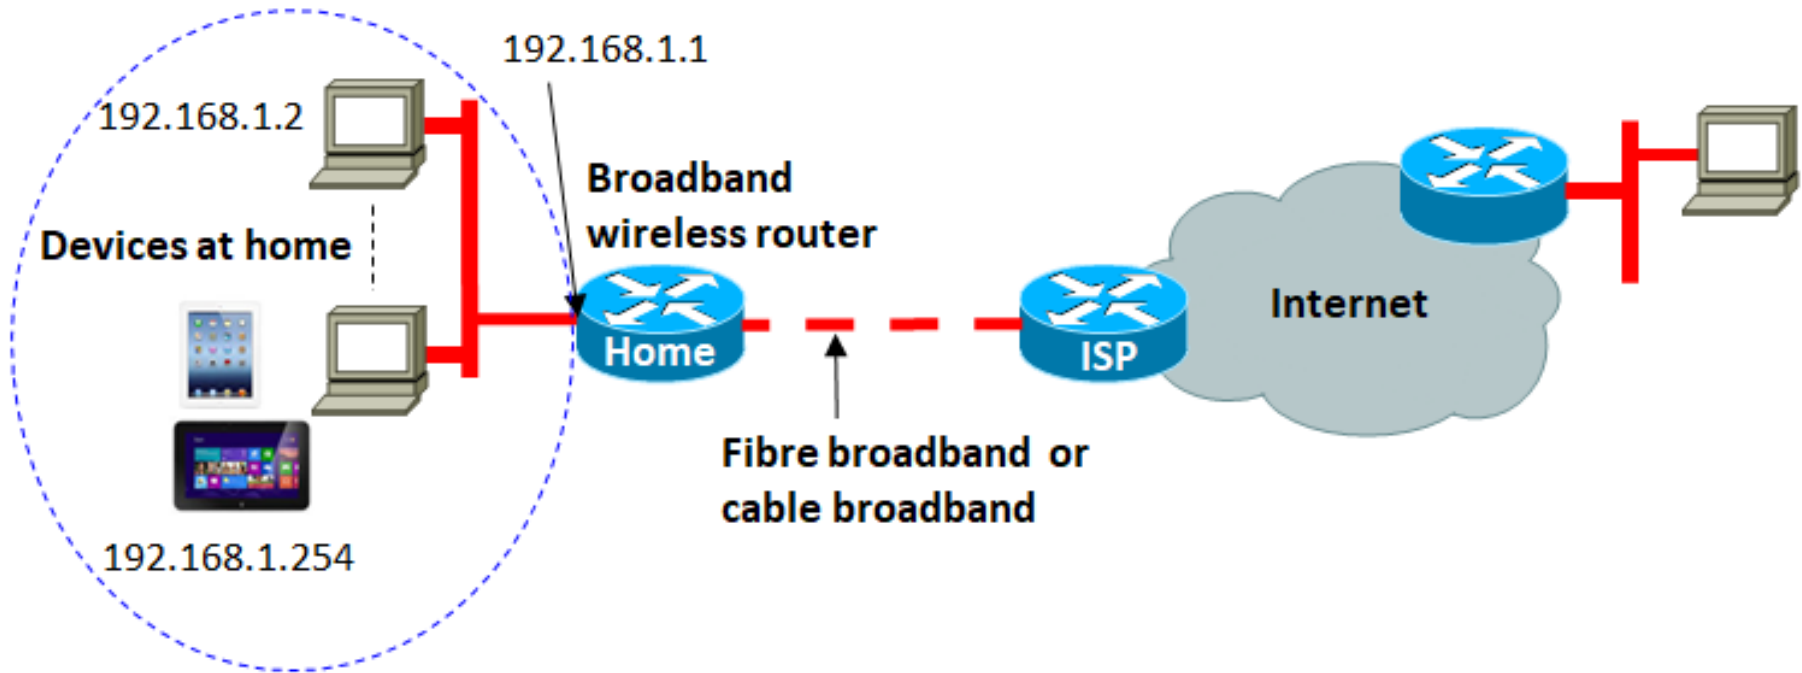 192.168.1.1
192.168.1.2
Broadband
wireless router
Devices at home
Home
ISP
Internet
Fibre broadband or
cable broadband
192.168.1.254